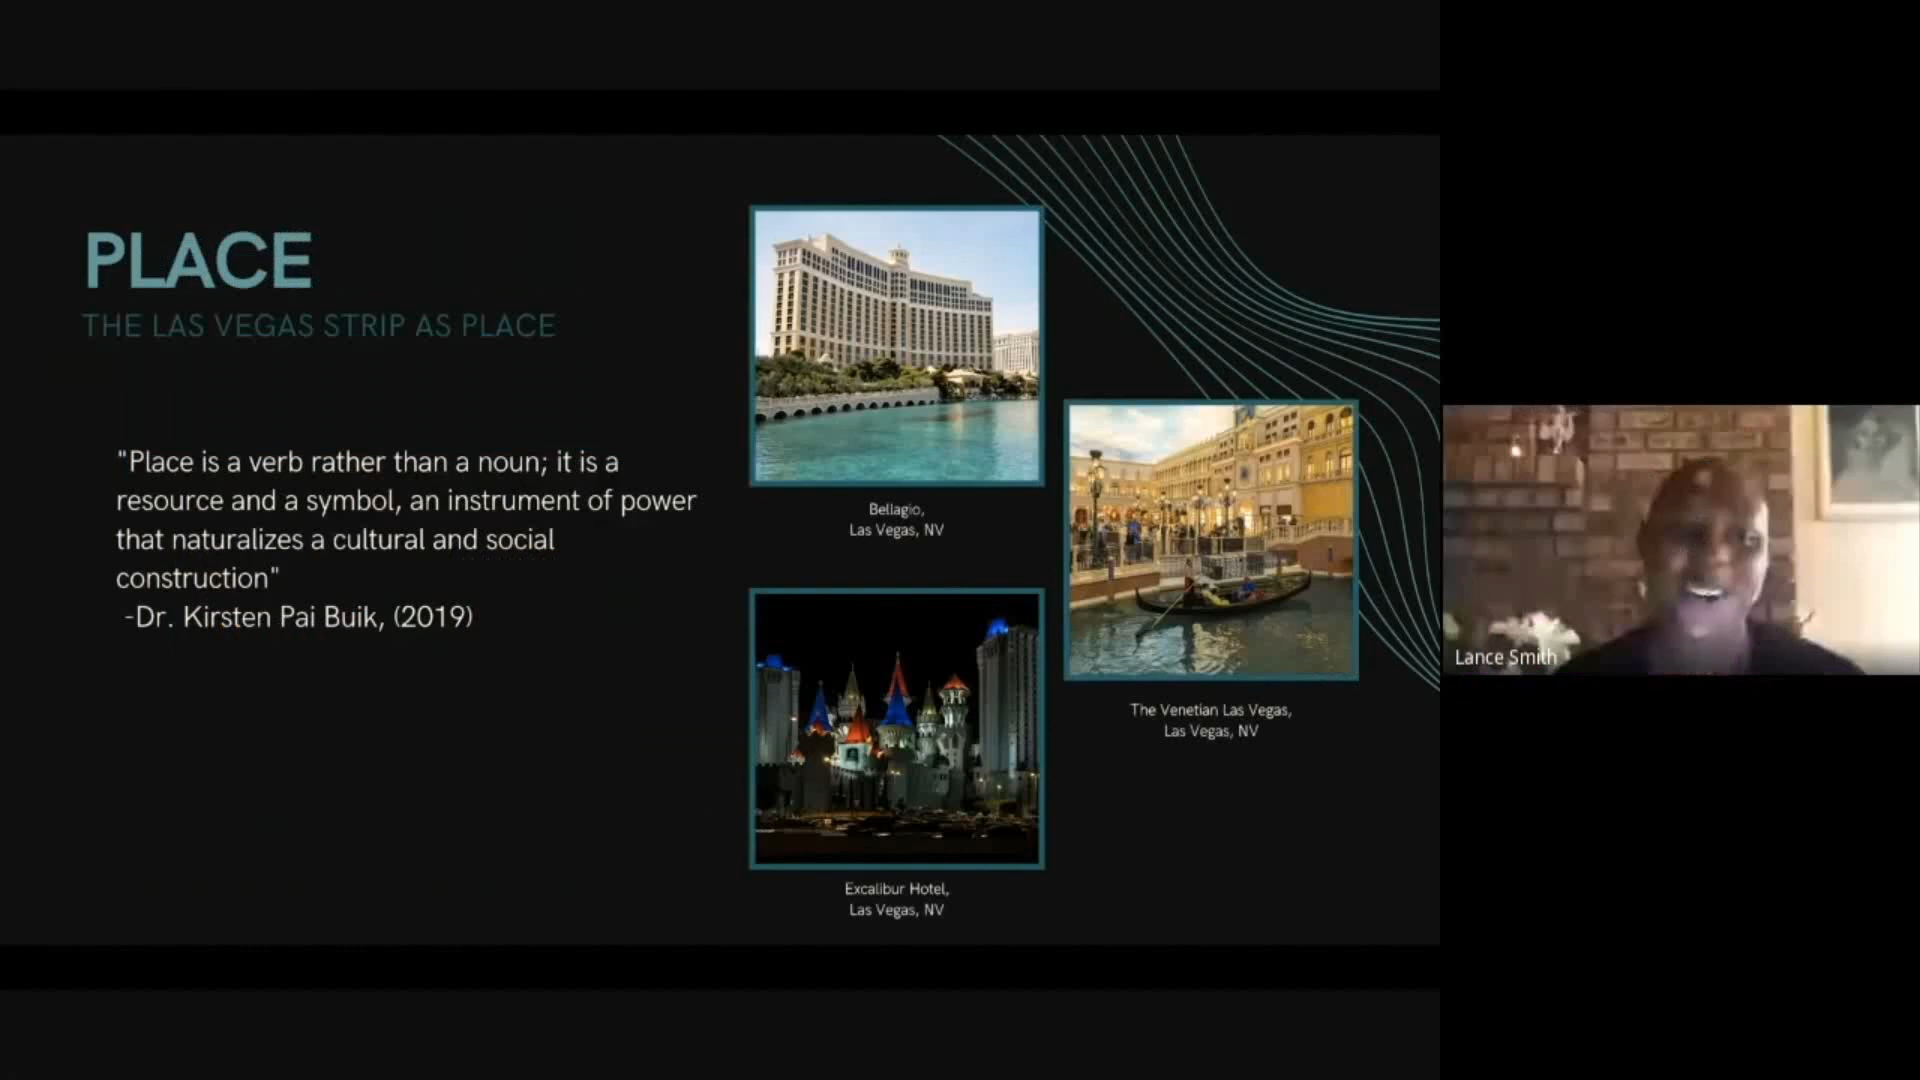 PLACE
THE LAS VEGAS STRIP AS PLACE
"Place is a verb rather than a noun; it is a
resource and a symbol, an instrument of power
that naturalizes a cultural and social
construction"
-Dr. Kirsten Pai Buik, (2019)
Bellagio,
Las Vegas, NV
The Venetian Las Vegas,
Las Vegas, NV
Excalibur Hotel,
Las Vegas, NV
Lance Smith